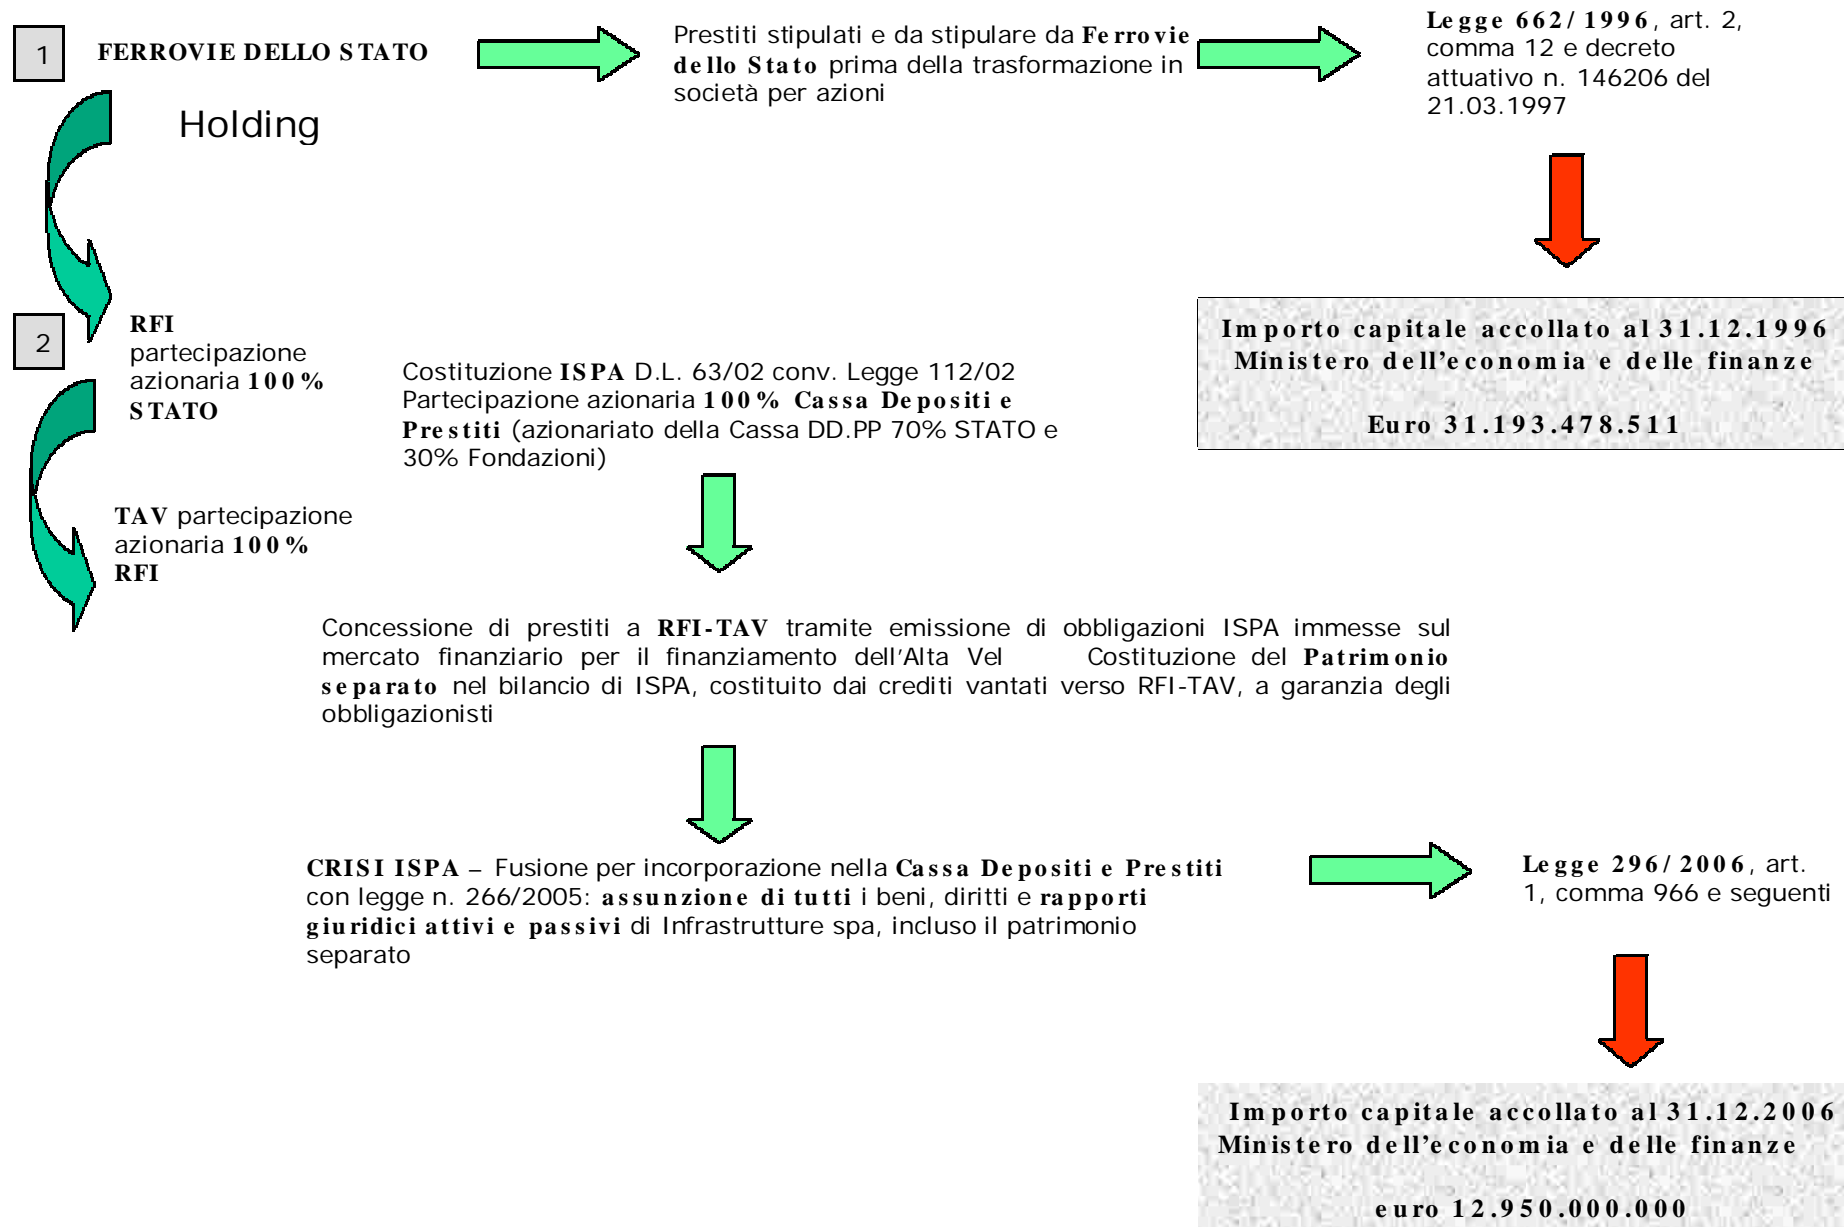 1
FERROVIE DELLO STATO
Holding
Prestiti stipulati e da stipulare da Ferrovie
dello Stato prima della trasformazione in
società per azioni
Legge 662/1996, art. 2,
comma 12 e decreto
attuativo n. 146206 del
21.03.1997
Importo capitale accollato al 31.12.1996
Ministero dell'economia e delle finanze
Euro 31.193.478.511
2
RFI
partecipazione
azionaria 100%
STATO
TAV partecipazione
azionaria 100%
RFI
Costituzione ISPA D.L. 63/02 conv. Legge 112/02
Partecipazione azionaria 100% Cassa Depositi e
Prestiti (azionariato della Cassa DD.PP 70% STATO e
30% Fondazioni)
Concessione di prestiti a RFI-TAV tramite emissione di obbligazioni ISPA immesse sul
mercato finanziario per il finanziamento dell'Alta Vel Costituzione del Patrimonio
separato nel bilancio di ISPA, costituito dai crediti vantati verso RFI-TAV, a garanzia degli
obbligazionisti
CRISI ISPA – Fusione per incorporazione nella Cassa Depositi e Prestiti
con legge n. 266/2005: assunzione di tutti i beni, diritti e rapporti
giuridici attivi e passivi di Infrastrutture spa, incluso il patrimonio
separato
Legge 296/2006, art.
1, comma 966 e seguenti
Importo capitale accollato al 31.12.2006
Ministero dell'economia e delle finanze
euro 12.950.000.000